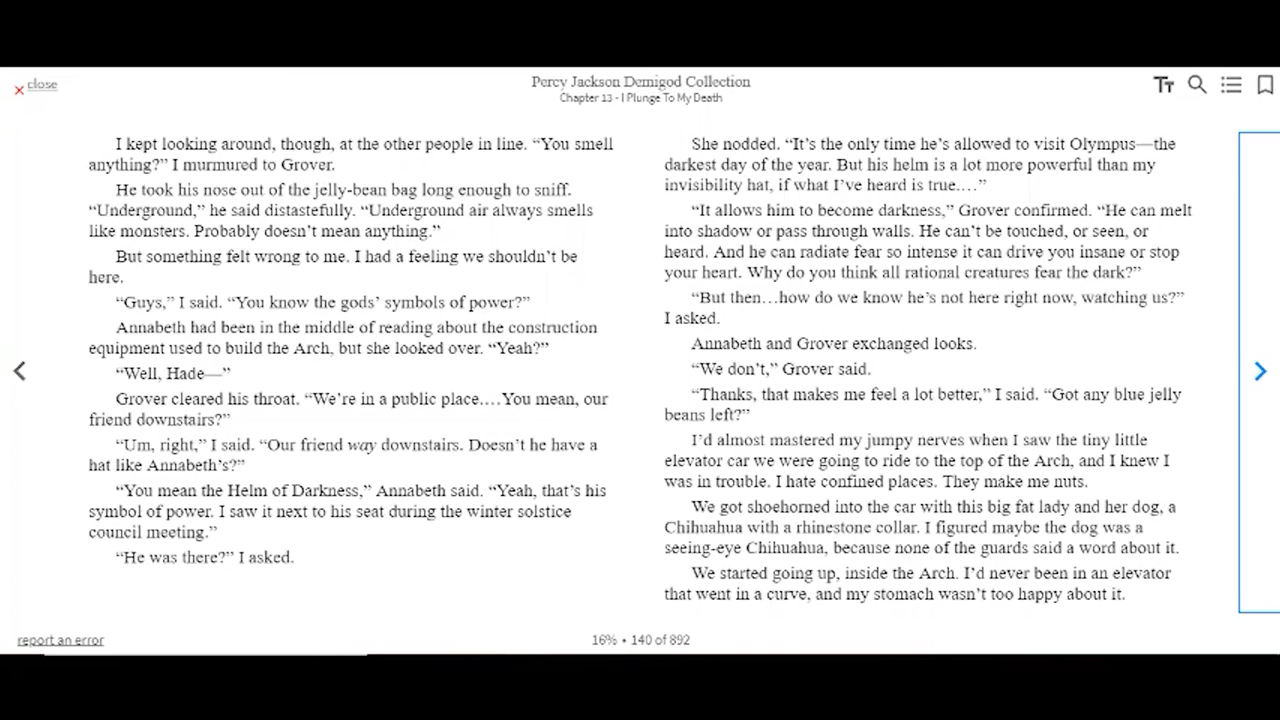 close
Percy Jackson Demigod Collection
Chapter 13 - I Plunge To My Death
I kept looking around, though, at the other people in line. “You smell
anything?” I murmured to Grover.
He took his nose out of the jelly-bean bag long enough to sniff.
“Underground,” he said distastefully. “Underground air always smells
like monsters. Probably doesn’t mean anything.”
But something felt wrong to me. I had a feeling we shouldn’t be
here.
“Guys,” I said. “You know the gods’ symbols of power?”
Annabeth had been in the middle of reading about the construction
equipment used to build the Arch, but she looked over. “Yeah?”
“Well, Hade—”
Grover cleared his throat. “We’re in a public place.…You mean, our
friend downstairs?”
“Um, right,” I said. “Our friend way downstairs. Doesn’t he have a
hat like Annabeth’s?”
“You mean the Helm of Darkness,” Annabeth said. “Yeah, that’s his
symbol of power. I saw it next to his seat during the winter solstice
council meeting.”
“He was there?” I asked.
She nodded. “It’s the only time he’s allowed to visit Olympus—the
darkest day of the year. But his helm is a lot more powerful than my
invisibility hat, if what I’ve heard is true.…”
“It allows him to become darkness,” Grover confirmed. “He can melt
into shadow or pass through walls. He can’t be touched, or seen, or
heard. And he can radiate fear so intense it can drive you insane or stop
your heart. Why do you think all rational creatures fear the dark?”
“But then…how do we know he’s not here right now, watching us?”
I asked.
Annabeth and Grover exchanged looks.
“We don’t,” Grover said.
“Thanks, that makes me feel a lot better,” I said. “Got any blue jelly
beans left?”
I’d almost mastered my jumpy nerves when I saw the tiny little
elevator car we were going to ride to the top of the Arch, and I knew I
was in trouble. I hate confined places. They make me nuts.
We got shoehorned into the car with this big fat lady and her dog, a
Chihuahua with a rhinestone collar. I figured maybe the dog was a
seeing-eye Chihuahua, because none of the guards said a word about it.
We started going up, inside the Arch. I’d never been in an elevator
that went in a curve, and my stomach wasn’t too happy about it.
report an error
16% • 140 of 892